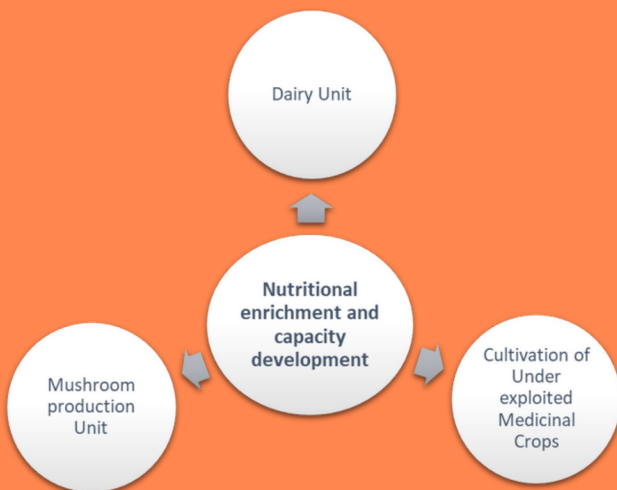 Dairy Unit
Nutritional
enrichment and
capacity
development
Mushroom
production
Unit
Cultivation of
Under
exploited
Medicinal
Crops